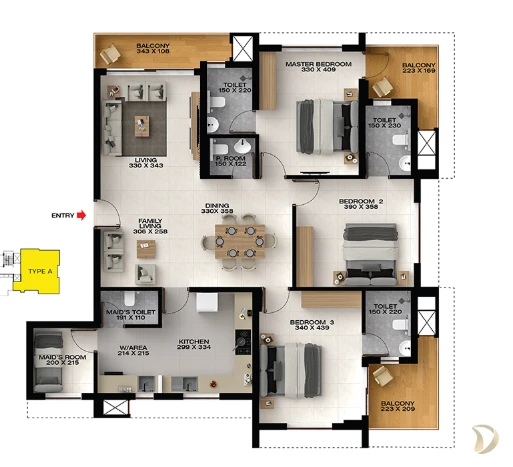 BALCONY
343 X 108
MASTER BEDROOM
330 X 409
BALCONY
223 X 169
TOILET
150 X 220
TOILET
150 X 230
LIVING
330 X 343
P. ROOM
150 X 122
BEDROOM 2
390 X 358
DINING
330X 358
ENTRY
FAMILY
LIVING
306 X 258
TYPE A
MAID'S TOILET
191 X 110
TOILET
150 X 220
BEDROOM 3
340 X 439
KITCHEN
299 X 334
W/AREA
214 X 215
MAID'S ROOM
200 X 215
BALCONY
223 X 209